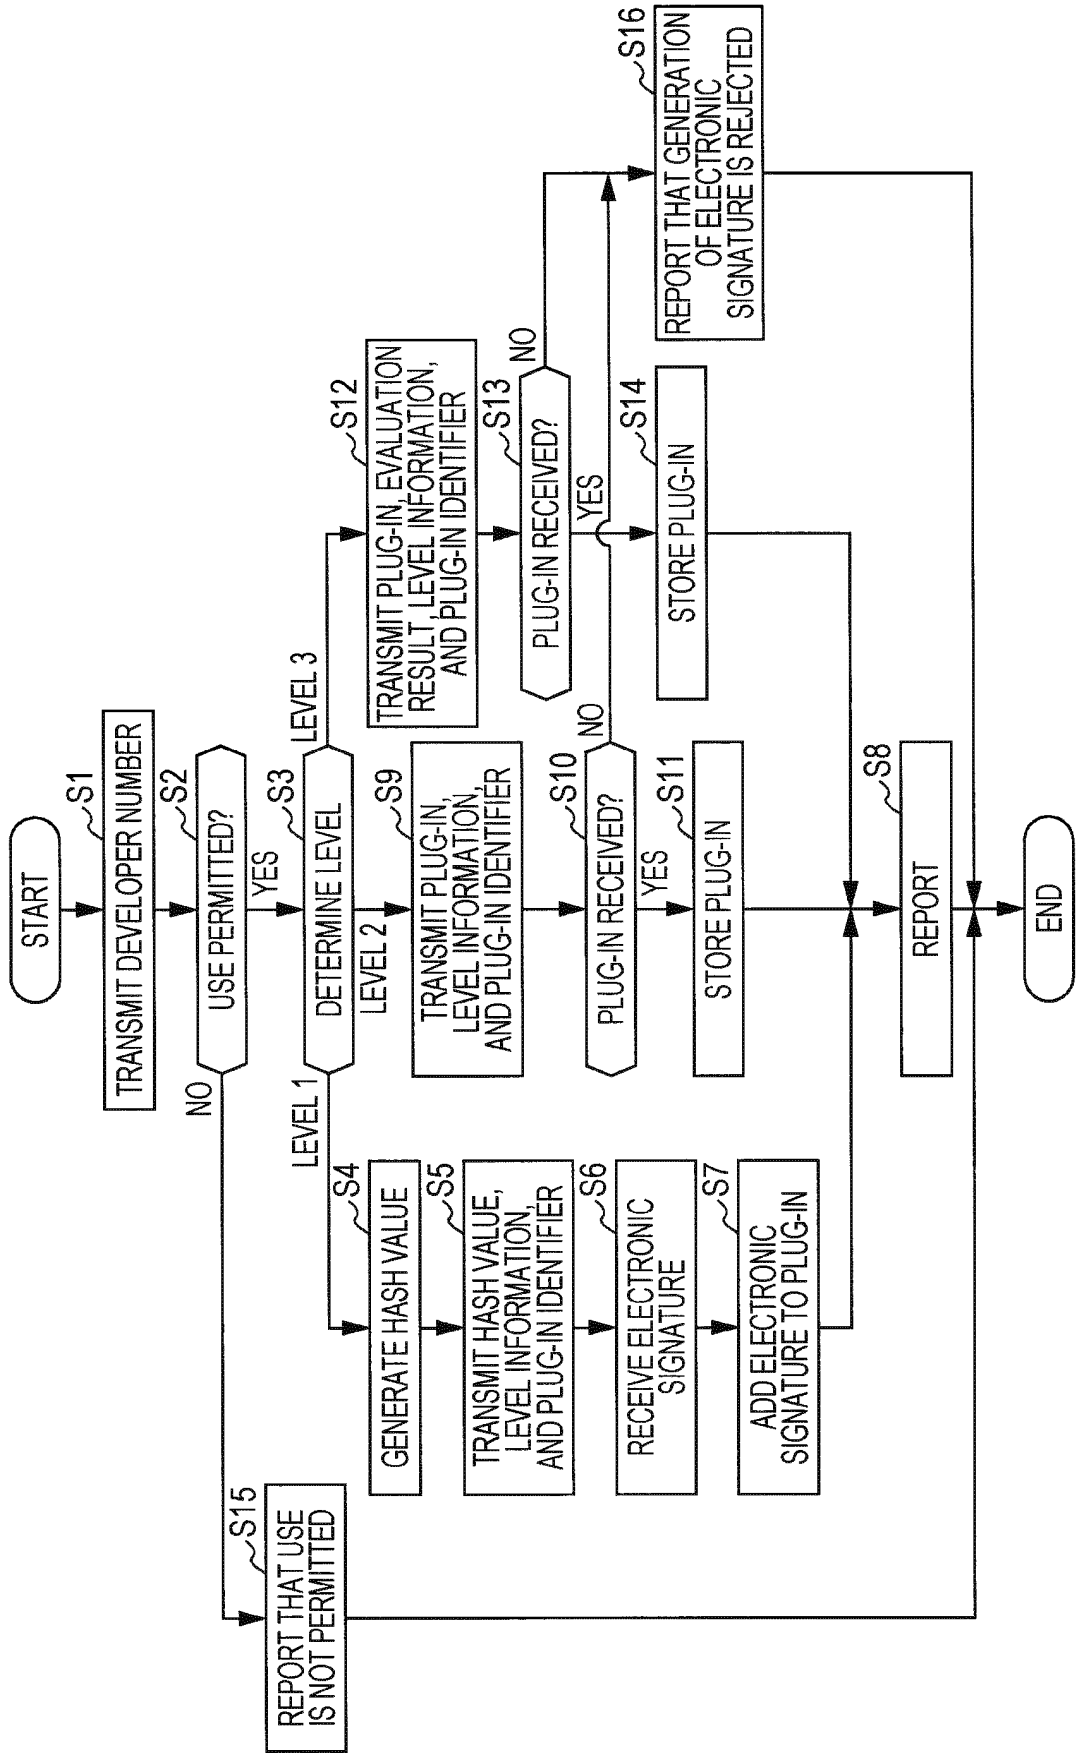 START
S1
TRANSMIT DEVELOPER NUMBER
S2
USE PERMITTED?
NO
YES
S15
REPORT THAT USE
IS NOT PERMITTED
S3
DETERMINE LEVEL
LEVEL 1
LEVEL 2
LEVEL 3
S4
GENERATE HASH VALUE
S5
TRANSMIT HASH VALUE,
LEVEL INFORMATION,
AND PLUG-IN IDENTIFIER
S6
RECEIVE ELECTRONIC
SIGNATURE
S7
ADD ELECTRONIC
SIGNATURE TO PLUG-IN
S9
TRANSMIT PLUG-IN,
LEVEL INFORMATION,
AND PLUG-IN IDENTIFIER
S10
PLUG-IN RECEIVED?
NO
YES
S11
STORE PLUG-IN
S12
TRANSMIT PLUG-IN, EVALUATION
RESULT, LEVEL INFORMATION,
AND PLUG-IN IDENTIFIER
S13
PLUG-IN RECEIVED?
NO
YES
S14
STORE PLUG-IN
S16
REPORT THAT GENERATION
OF ELECTRONIC
SIGNATURE IS REJECTED
S8
REPORT
END